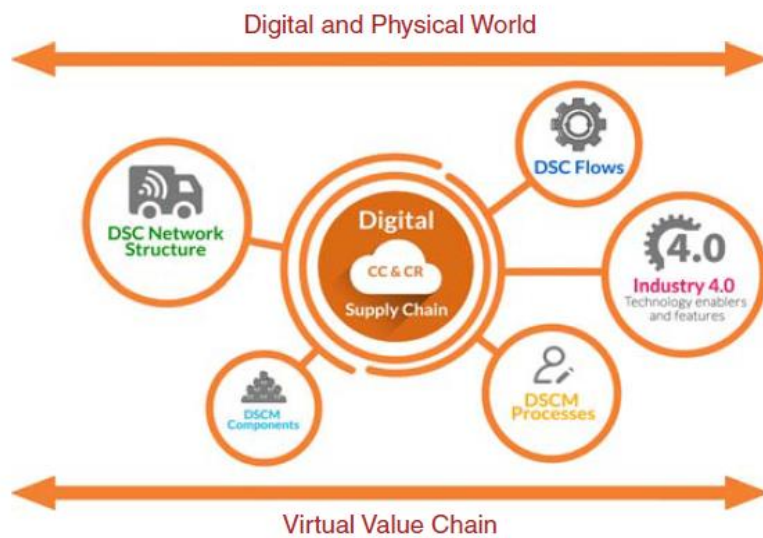 Digital and Physical World
DSC Flows
DSC Network
Structure
Digital
CC & CR
Supply Chain
4.0
Industry 4.0
Technology enablers
and features
DSCM
Components
DSCM
Processes
Virtual Value Chain